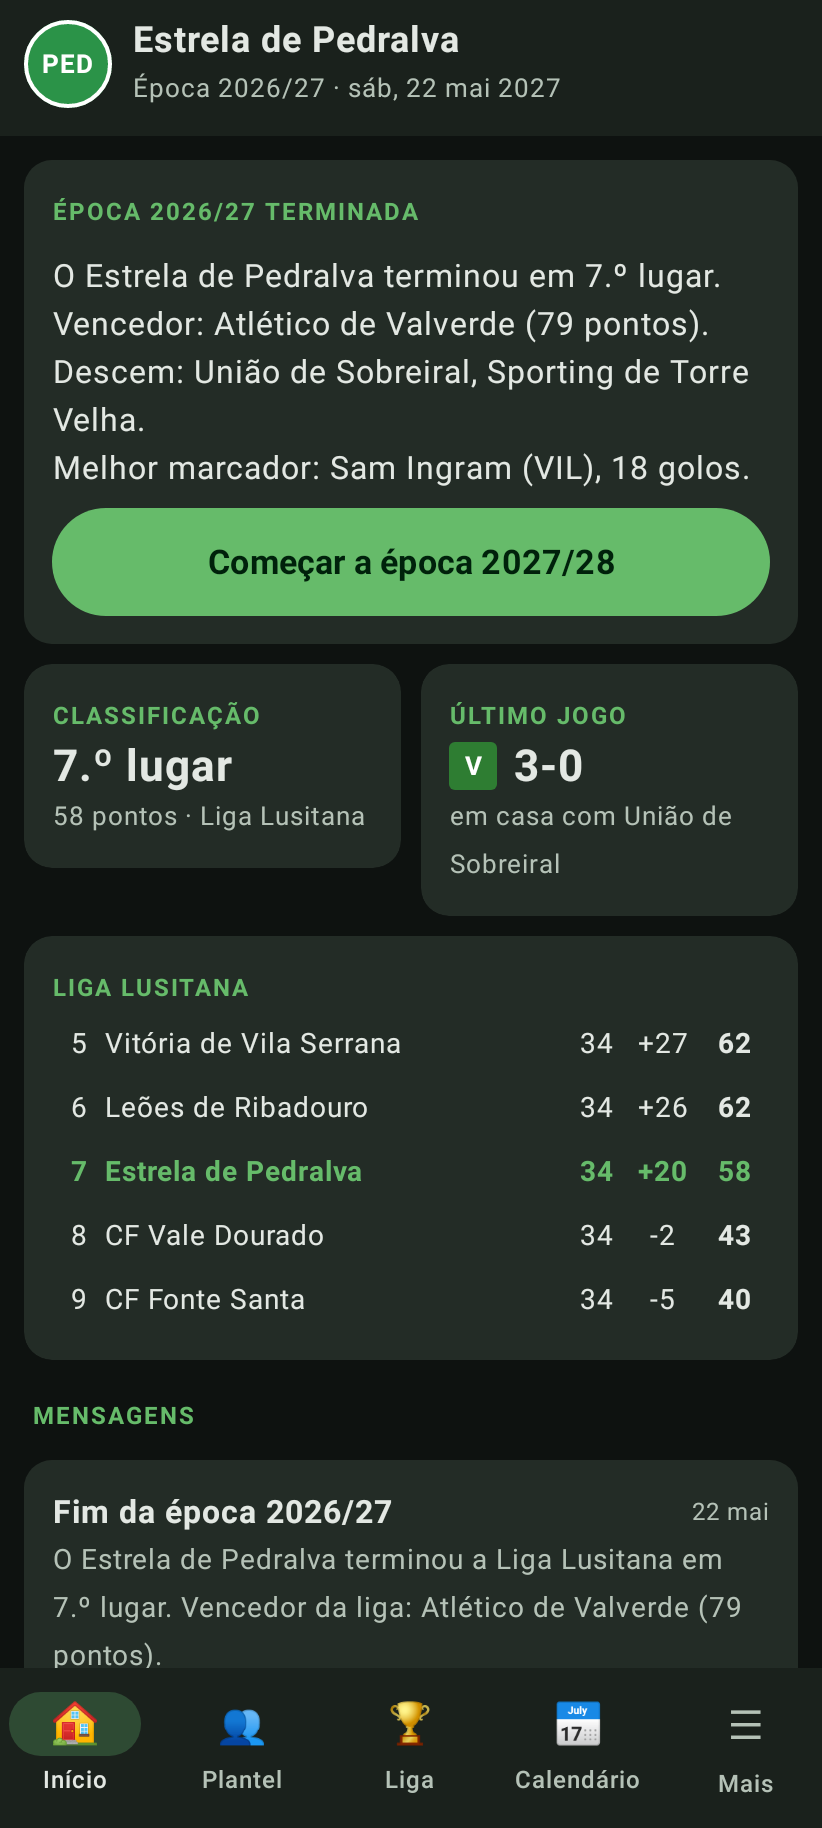 PED
Estrela de Pedralva
Época 2026/27 · sáb, 22 mai 2027
ÉPOCA 2026/27 TERMINADA
O Estrela de Pedralva terminou em 7.º lugar.
Vencedor: Atlético de Valverde (79 pontos).
Descem: União de Sobreiral, Sporting de Torre
Velha.
Melhor marcador: Sam Ingram (VIL), 18 golos.
Começar a época 2027/28
CLASSIFICAÇÃO
7.º lugar
58 pontos · Liga Lusitana
ÚLTIMO JOGO
V 3-0
em casa com União de
Sobreiral
LIGA LUSITANA
5 Vitória de Vila Serrana 34 +27 62
6 Leões de Ribadouro 34 +26 62
7 Estrela de Pedralva 34 +20 58
8 CF Vale Dourado 34 -2 43
9 CF Fonte Santa 34 -5 40
MENSAGENS
Fim da época 2026/27 22 mai
O Estrela de Pedralva terminou a Liga Lusitana em
7.º lugar. Vencedor da liga: Atlético de Valverde (79
pontos).
July
17
Início
Plantel
Liga
Calendário
Mais